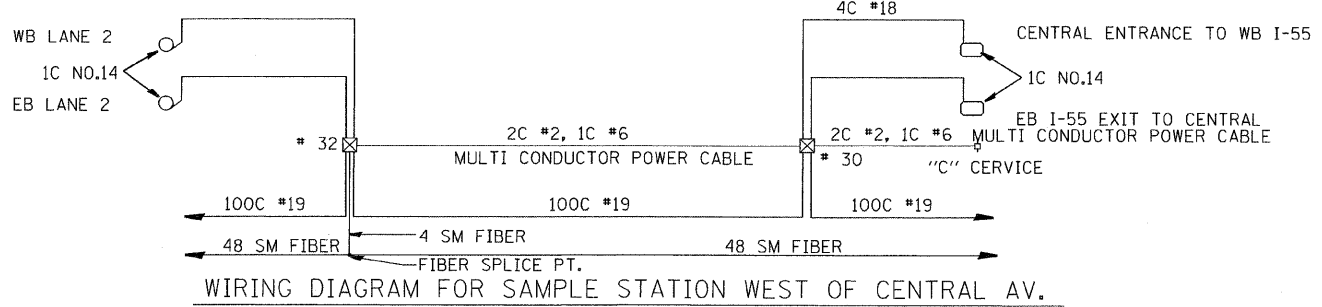 4C #18
WB LANE 2
CENTRAL ENTRANCE TO WB I-55
1C NO.14
1C NO.14
EB LANE 2
EB I-55 EXIT TO CENTRAL
# 32
2C #2, 1C #6
2C #2, 1C #6
MULTI CONDUCTOR POWER CABLE
MULTI CONDUCTOR POWER CABLE
# 30
"C" CERVICE
100C #19
100C #19
100C #19
4 SM FIBER
48 SM FIBER
48 SM FIBER
FIBER SPLICE PT.
WIRING DIAGRAM FOR SAMPLE STATION WEST OF CENTRAL AV.